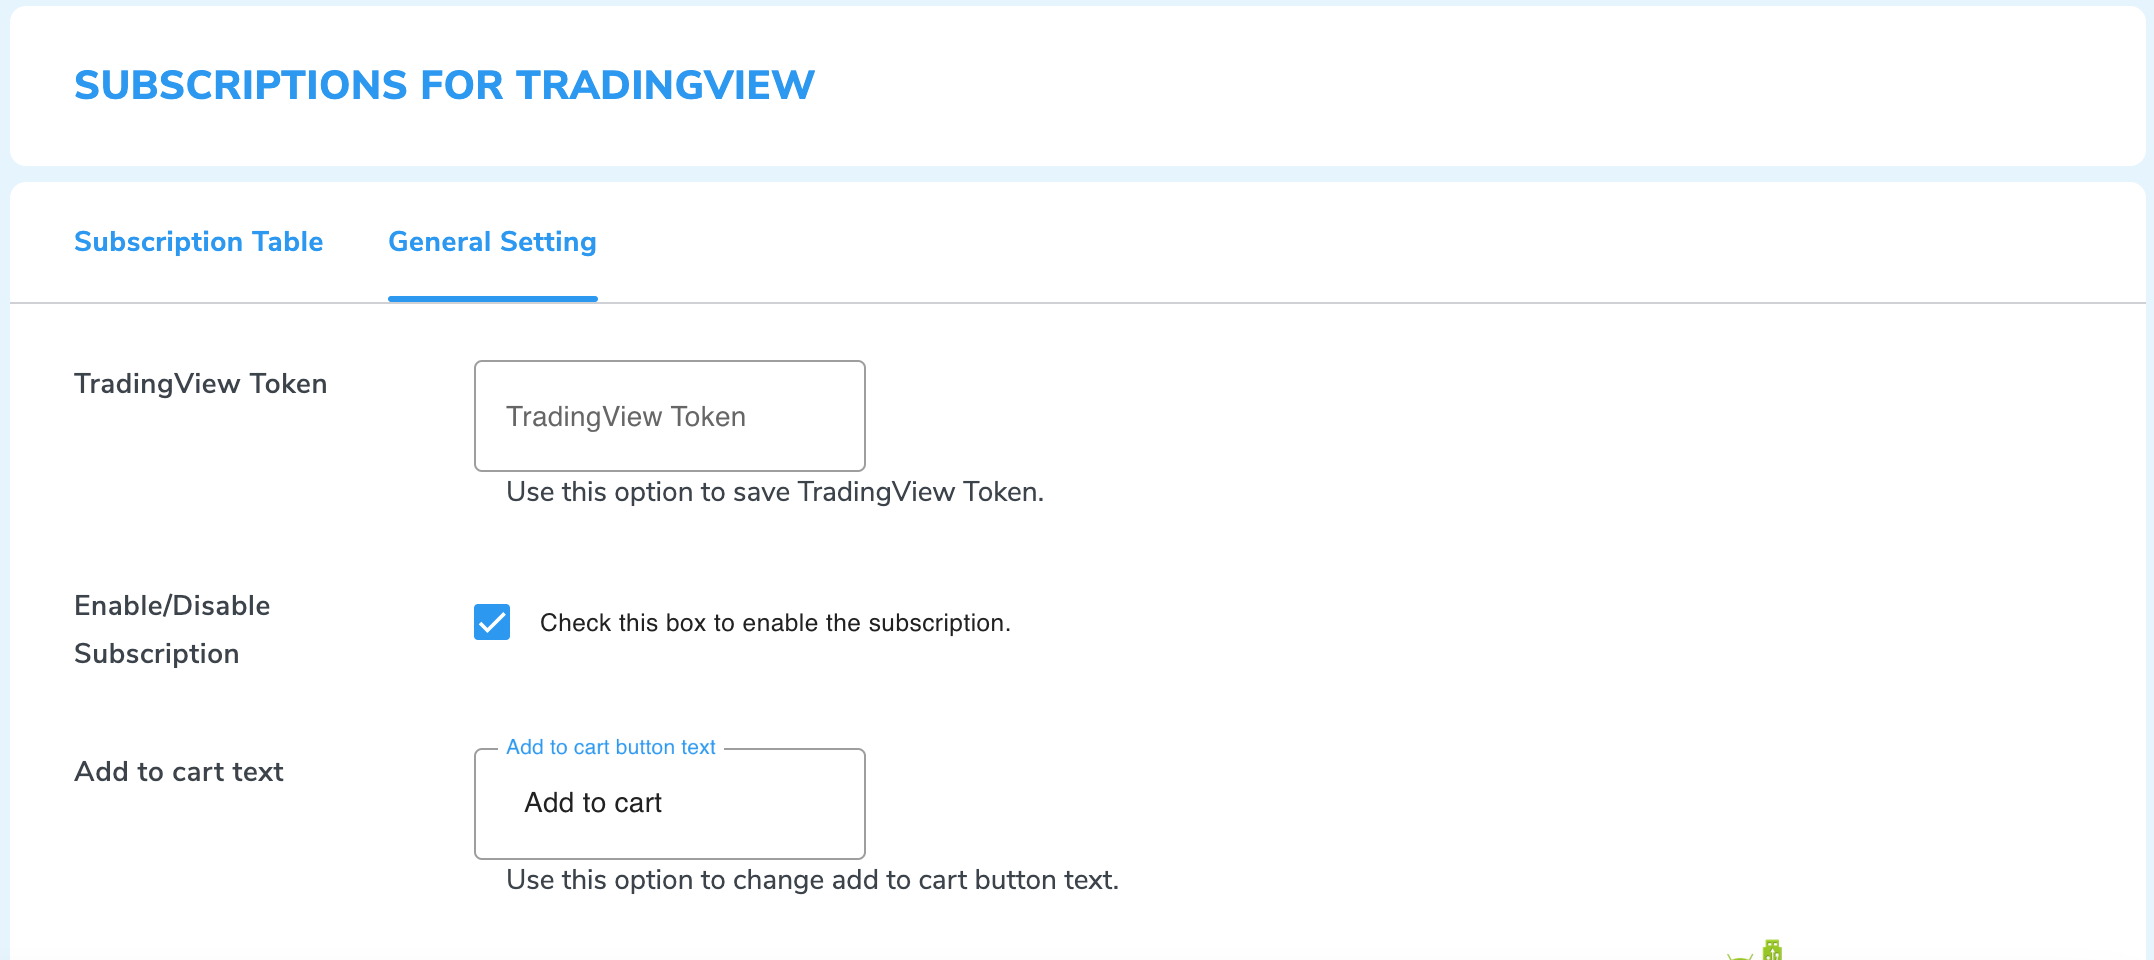 SUBSCRIPTIONS FOR TRADINGVIEW
Subscription Table
General Setting
TradingView Token
TradingView Token
Use this option to save TradingView Token.
Enable/Disable
Subscription
Check this box to enable the subscription.
Add to cart text
Add to cart button text
Add to cart
Use this option to change add to cart button text.